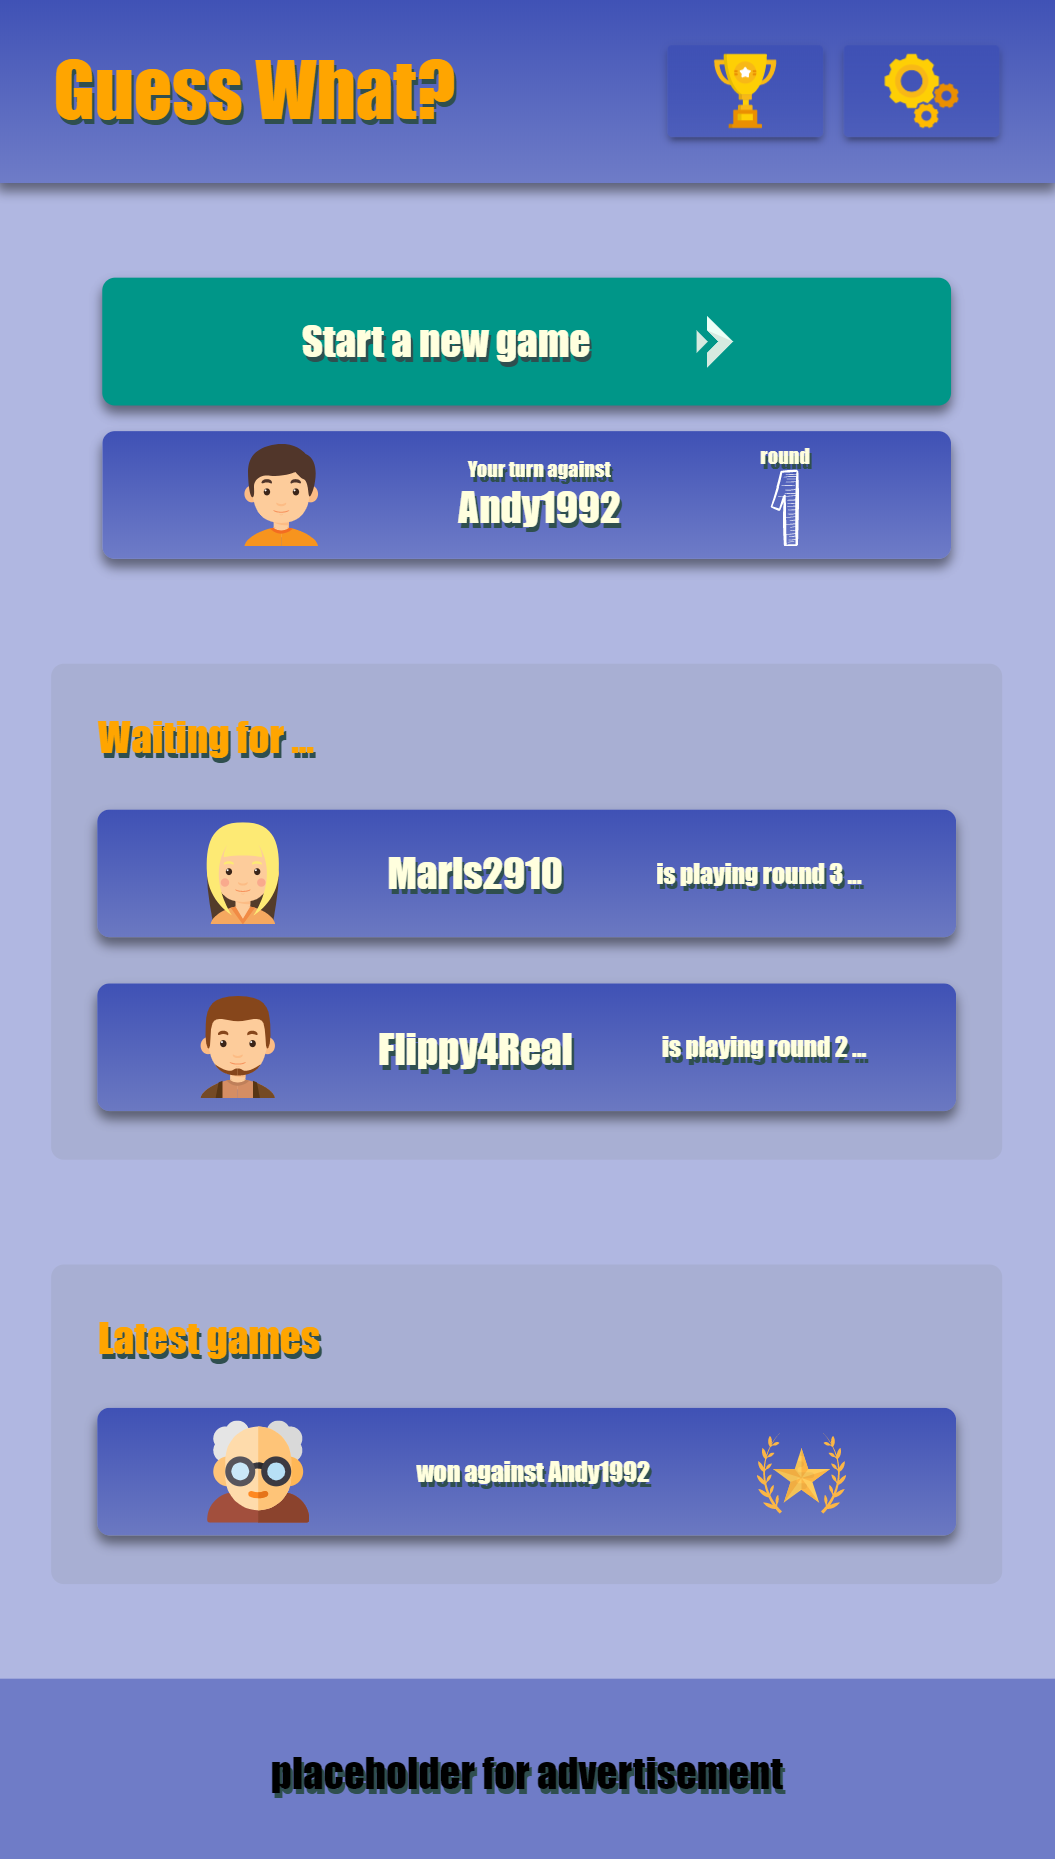 Guess What?
Start a new game
Your turn against
Andy1992
round
1
Waiting for ...
Maris2910
is playing round 3 ...
Flippy4Real
is playing round 2 ...
Latest games
won against Andy1992
placeholder for advertisement